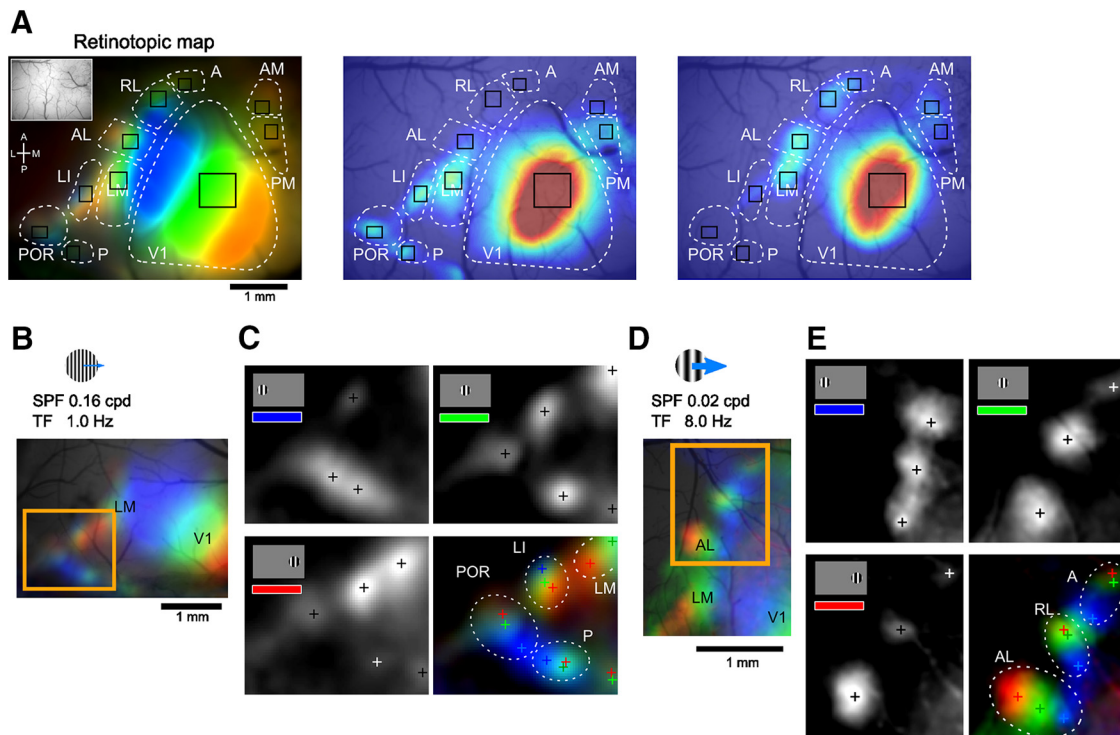 A
Retinotopic map
A
L M
P
RL
A
AM
AL
LI
LM
PM
POR
P
V1
1 mm
RL
A
AM
AL
LI
LM
PM
POR
P
V1
RL
A
AM
AL
LI
LM
PM
POR
P
V1
B
SPF 0.16 cpd
TF 1.0 Hz
LM
V1
1 mm
C
LI
POR
LM
P
D
SPF 0.02 cpd
TF 8.0 Hz
AL
LM
V1
1 mm
E
A
RL
AL